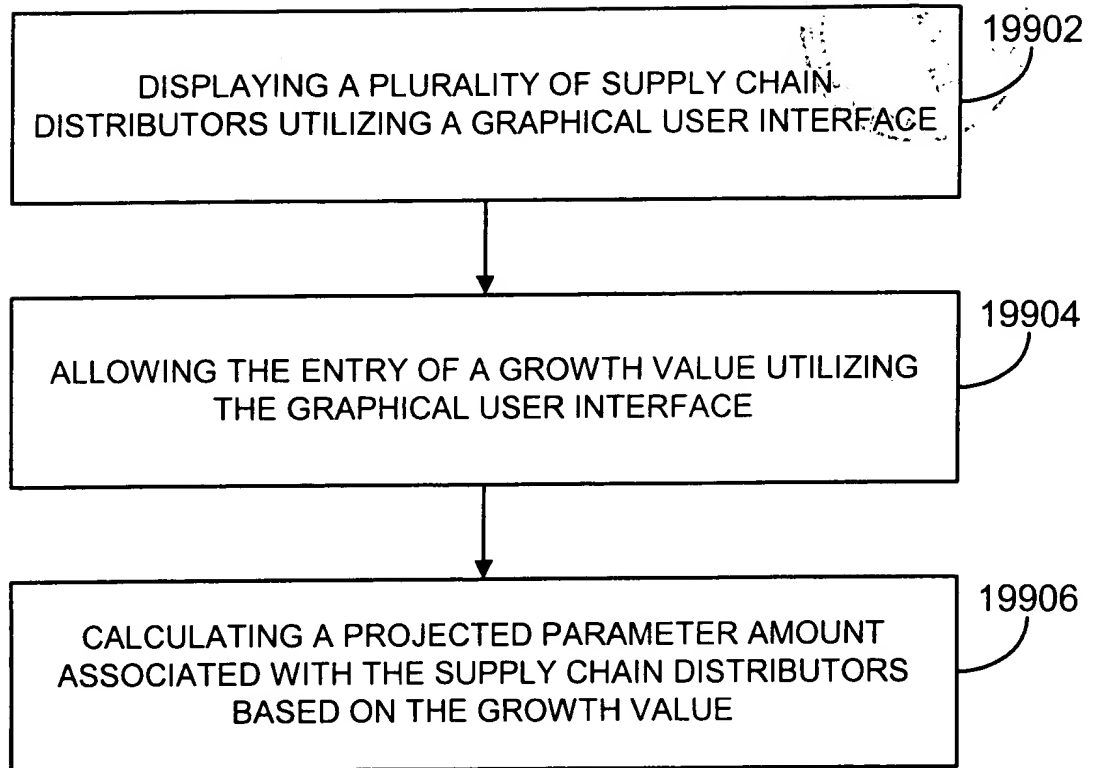 19902
DISPLAYING A PLURALITY OF SUPPLY CHAIN
DISTRIBUTORS UTILIZING A GRAPHICAL USER INTERFACE
19904
ALLOWING THE ENTRY OF A GROWTH VALUE UTILIZING
THE GRAPHICAL USER INTERFACE
19906
CALCULATING A PROJECTED PARAMETER AMOUNT
ASSOCIATED WITH THE SUPPLY CHAIN DISTRIBUTORS
BASED ON THE GROWTH VALUE